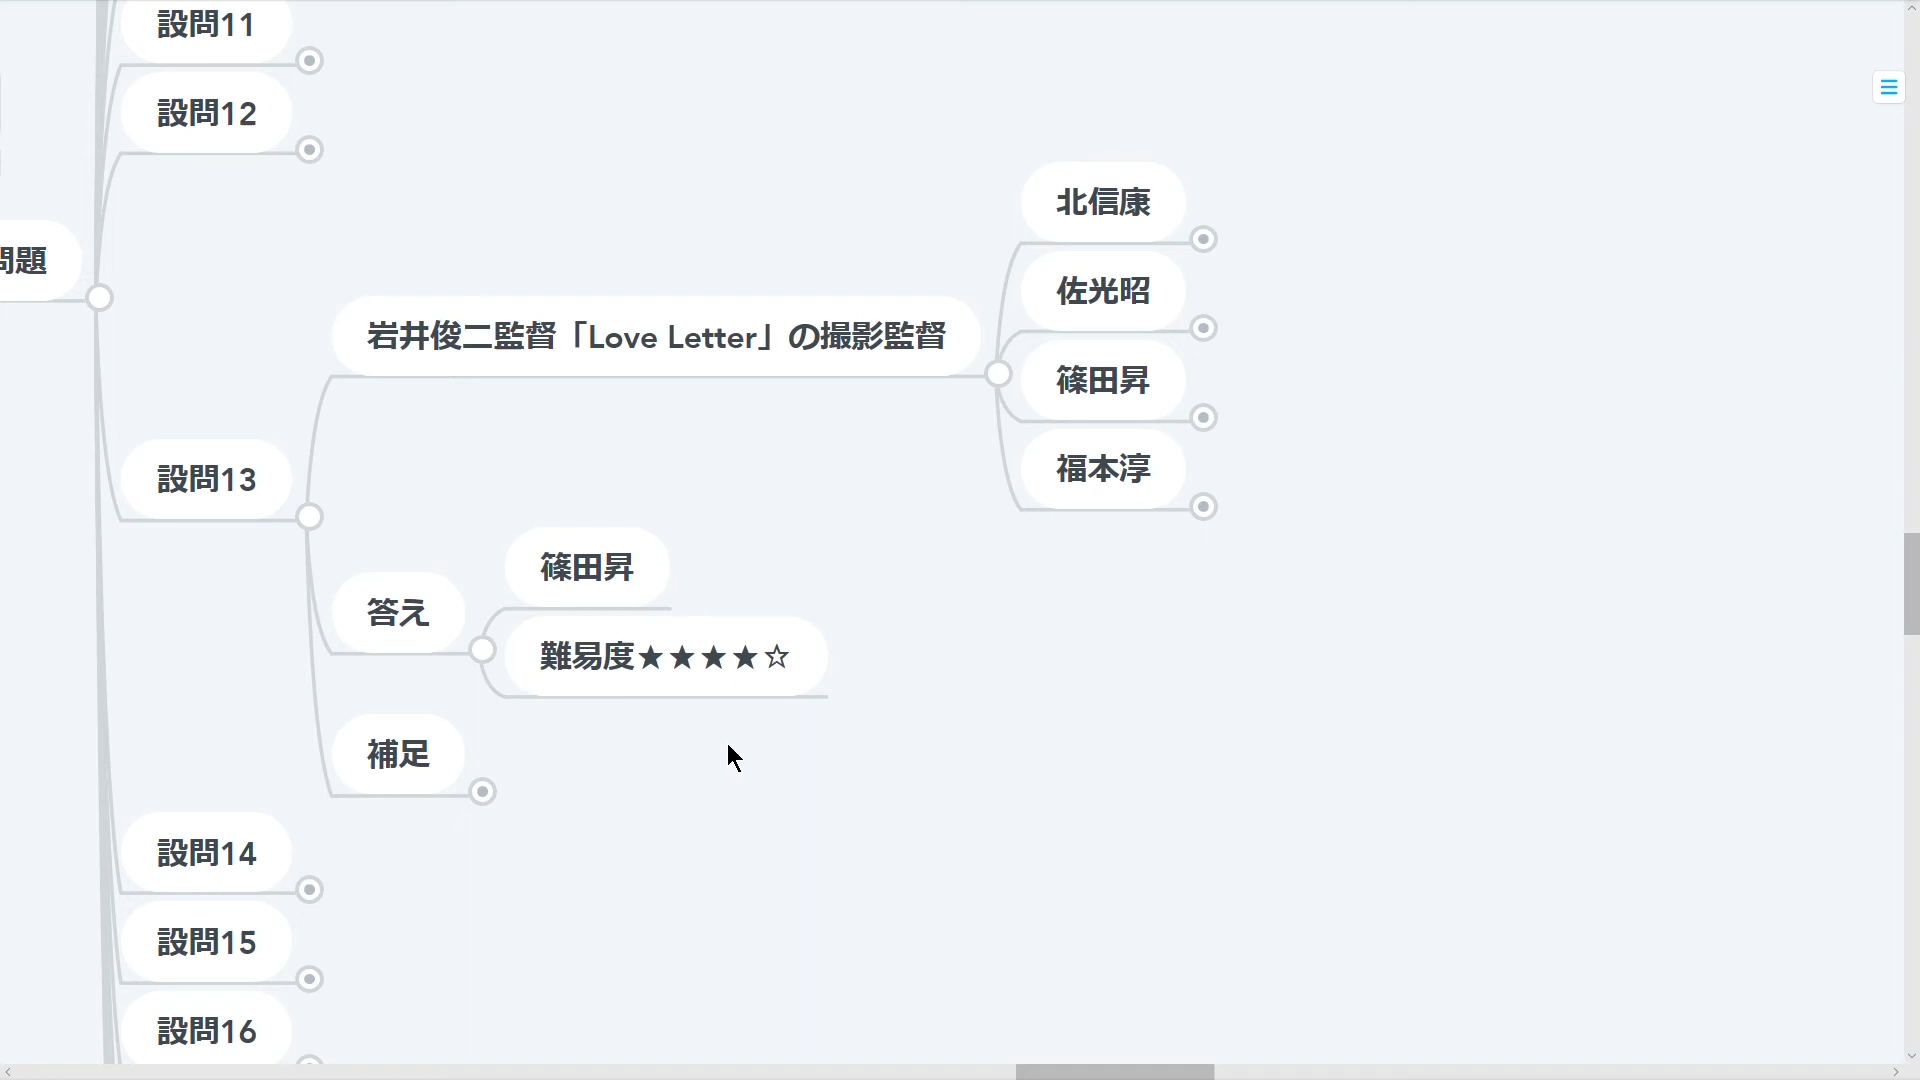 設問11
設問12
問題
設問13
岩井俊二監督「Love Letter」の撮影監督
北信康
佐光昭
篠田昇
福本淳
答え
篠田昇
難易度★★★★☆
補足
設問14
設問15
設問16